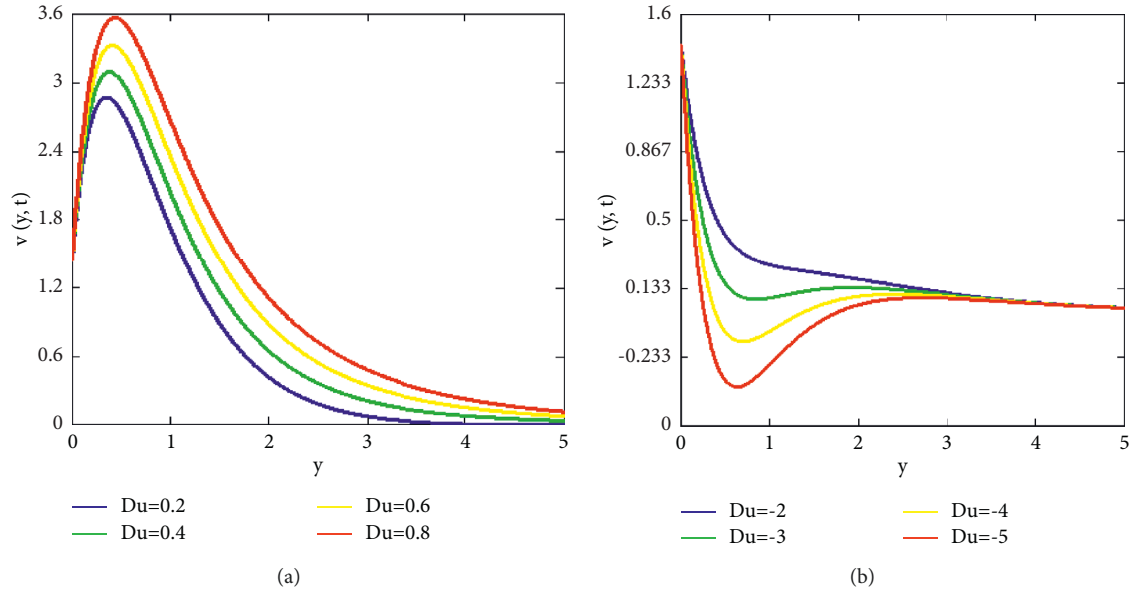 3.6
3
2.4
1.8
1.2
0.6
0
v (y, t)
0 1 2 3 4 5
y
Du=0.2 Du=0.6
Du=0.4 Du=0.8
(a)
1.6
1.233
0.867
0.5
0.133
-0.233
0
v (y, t)
0 1 2 3 4 5
y
Du=-2 Du=-4
Du=-3 Du=-5
(b)